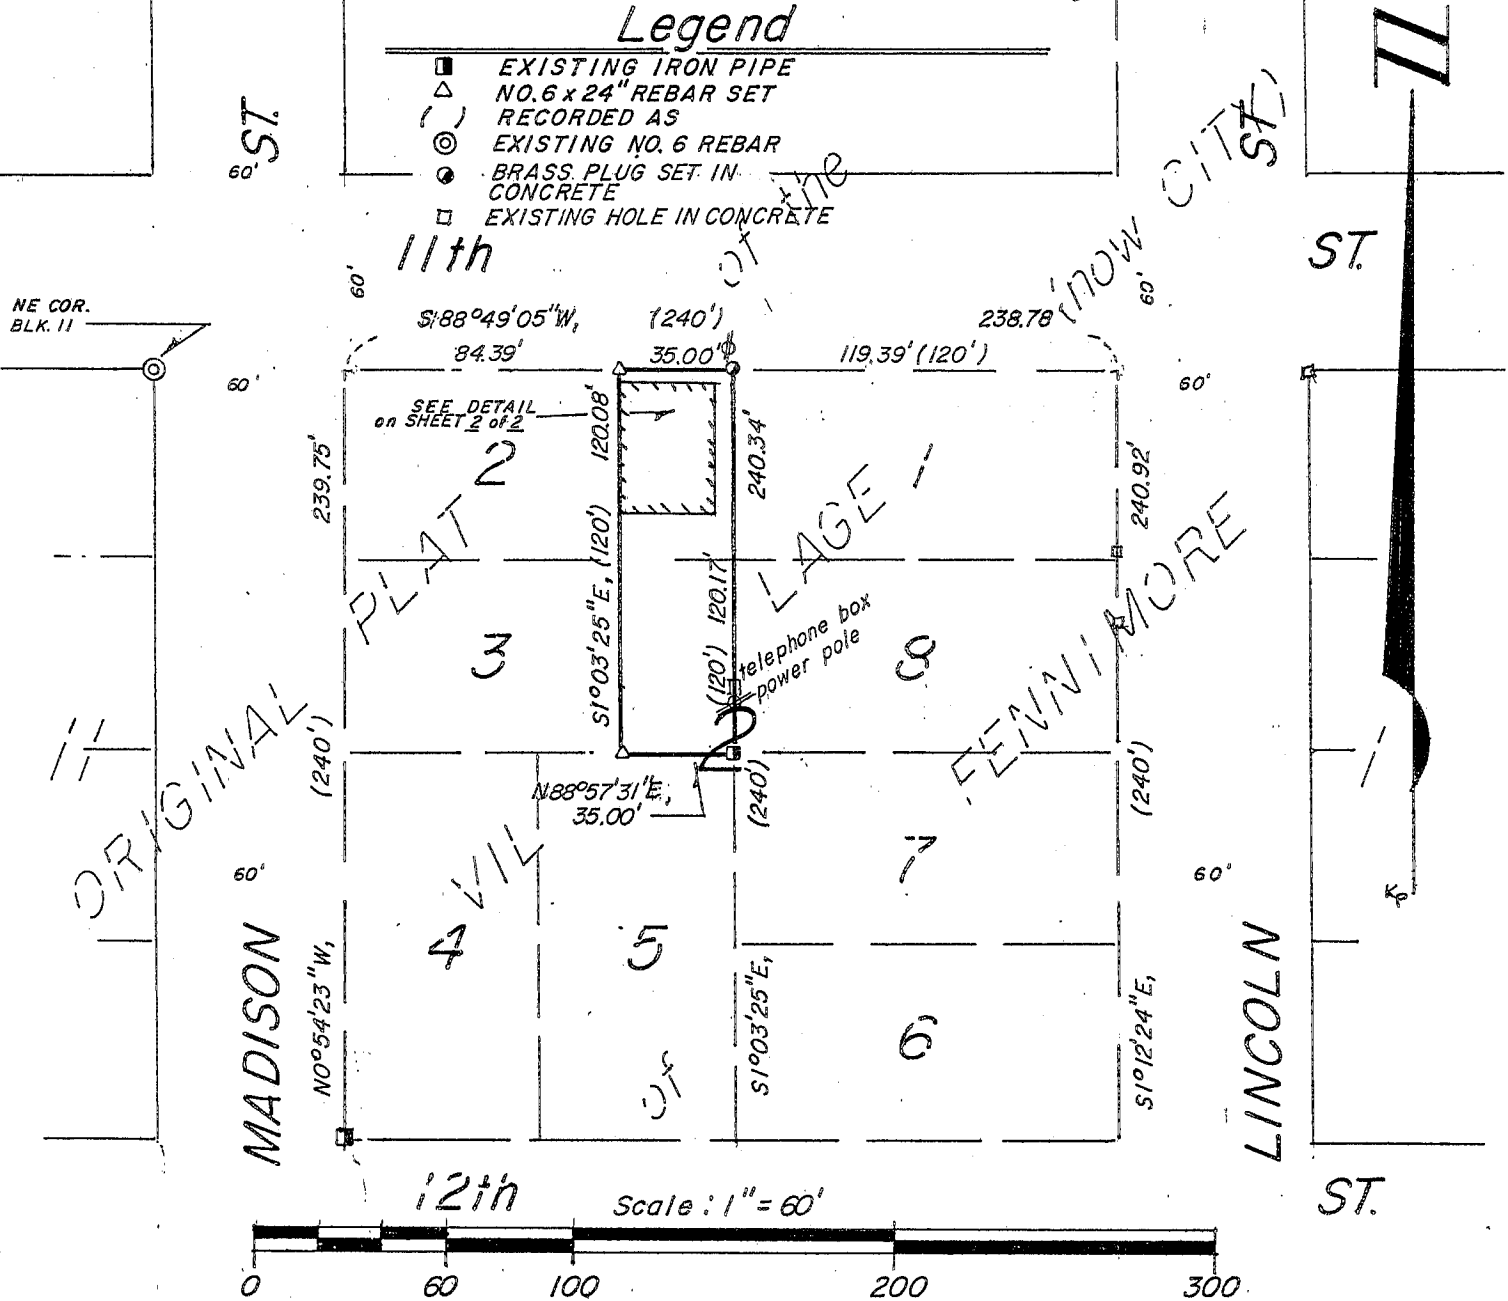 Legend
EXISTING IRON PIPE
NO. 6 x 24" REBAR SET
( ) RECORDED AS
EXISTING NO. 6 REBAR
BRASS PLUG SET IN
CONCRETE
EXISTING HOLE IN CONCRETE
ST.
60'
ST.
11th
ST.
60'
60'
NE COR.
BLK. 11
S88°49'05"W,
(240')
238.78
84.39'
35.00'
119.39' (120')
60'
60'
SEE DETAIL
on SHEET 2 of 2
120.08'
240.34'
239.75'
240.92'
2
1
S1°03'25"E, (120')
120.17'
(120')
telephone box
power pole
3
8
11
2
1
(240')
(240')
(240')
N88°57'31"E,
35.00'
60'
60'
7
4
5
6
N0°54'23"W,
S1°03'25"E,
S1°12'24"E,
MADISON
LINCOLN
ORIGINAL PLAT
of the
VILLAGE
(now CITY)
of
FENNIMORE
12th
ST.
Scale: 1" = 60'
0 60 100 200 300